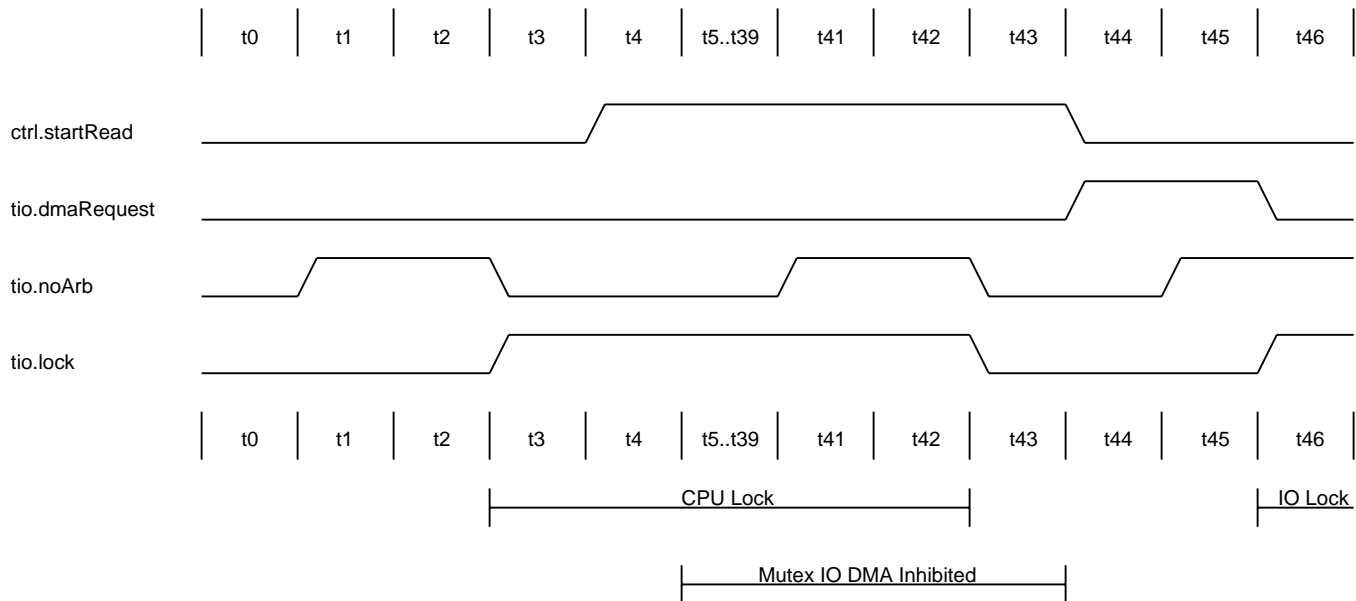 t0 t1 t2 t3 t4 t5..t39 t41 t42 t43 t44 t45 t46
ctrl.startRead
tio.dmaRequest
tio.noArb
tio.lock
t0 t1 t2 t3 t4 t5..t39 t41 t42 t43 t44 t45 t46
CPU Lock IO Lock
Mutex IO DMA Inhibited